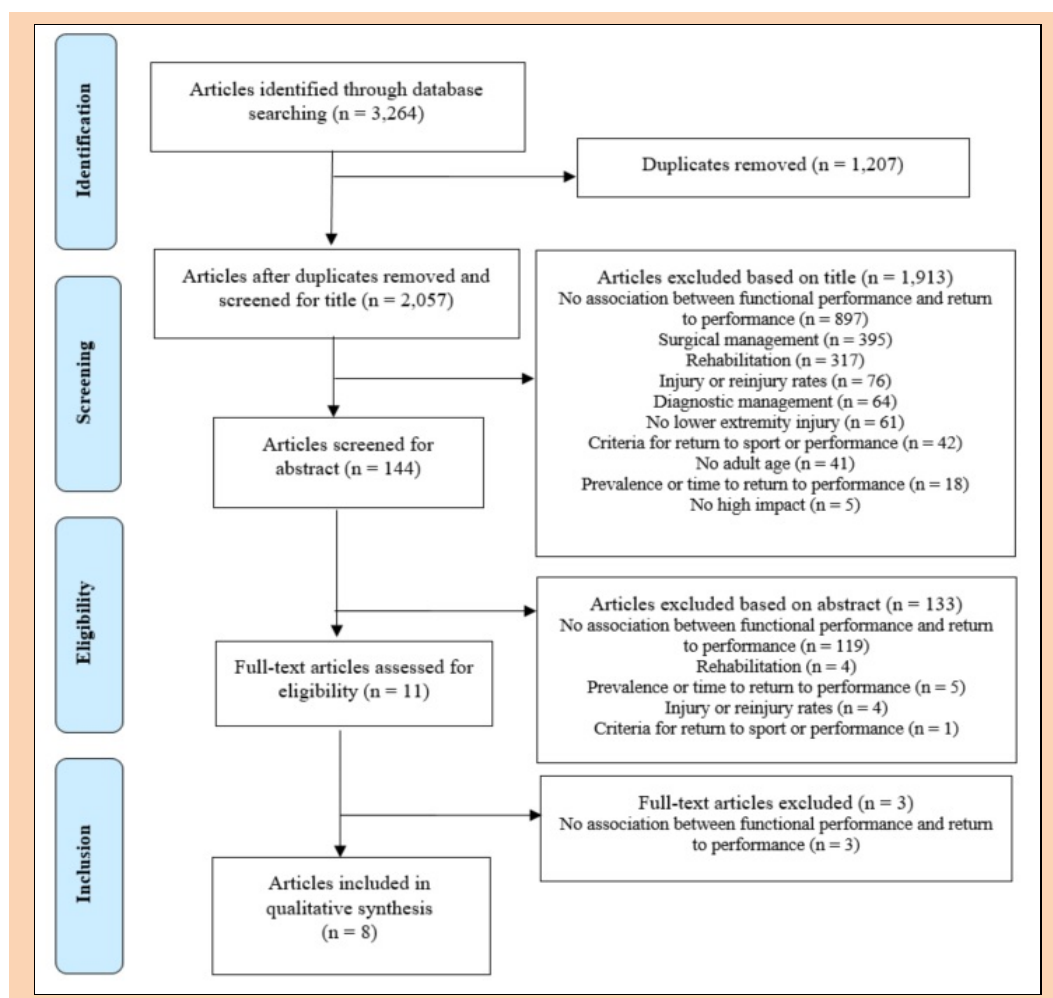 Identification
Articles identified through database
searching (n = 3,264)
Duplicates removed (n = 1,207)
Screening
Articles after duplicates removed and
screened for title (n = 2,057)
Articles excluded based on title (n = 1,913)
No association between functional performance and return
to performance (n = 897)
Surgical management (n = 395)
Rehabilitation (n = 317)
Injury or reinjury rates (n = 76)
Diagnostic management (n = 64)
No lower extremity injury (n = 61)
Criteria for return to sport or performance (n = 42)
No adult age (n = 41)
Prevalence or time to return to performance (n = 18)
No high impact (n = 5)
Articles screened for
abstract (n = 144)
Eligibility
Articles excluded based on abstract (n = 133)
No association between functional performance and return
to performance (n = 119)
Rehabilitation (n = 4)
Prevalence or time to return to performance (n = 5)
Injury or reinjury rates (n = 4)
Criteria for return to sport or performance (n = 1)
Full-text articles assessed for
eligibility (n = 11)
Inclusion
Full-text articles excluded (n = 3)
No association between functional performance and return
to performance (n = 3)
Articles included in
qualitative synthesis
(n = 8)